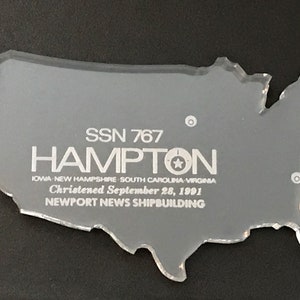 SSN 767
HAMPTON
IOWA·NEW HAMPSHIRE·SOUTH CAROLINA·VIRGINIA
Christened September 28, 1991
NEWPORT NEWS SHIPBUILDING